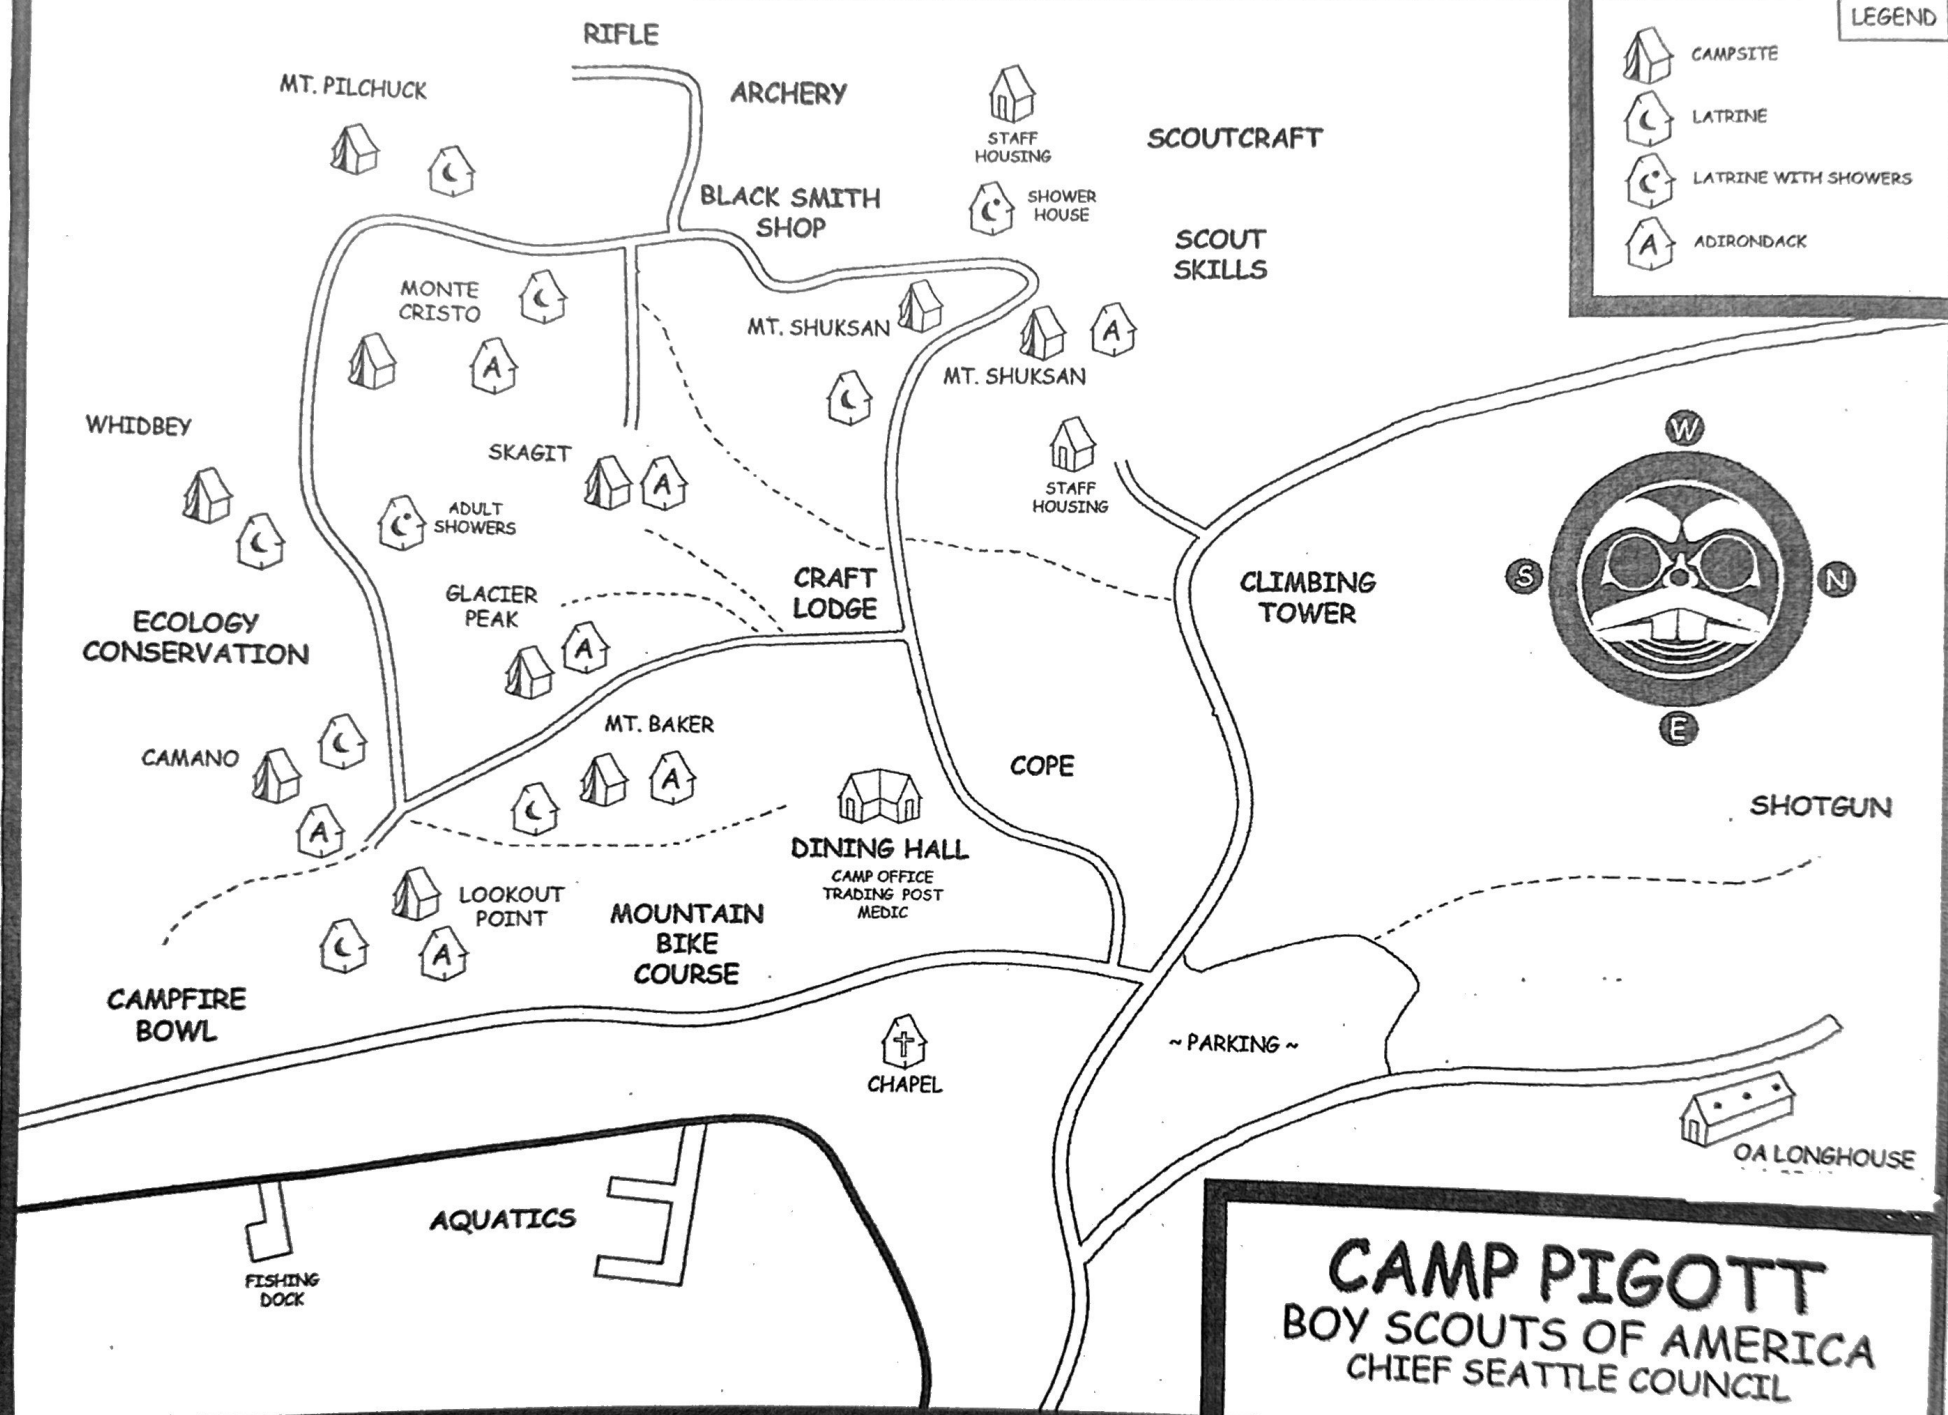 LEGEND
CAMPSITE
LATRINE
LATRINE WITH SHOWERS
A ADIRONDACK
RIFLE
MT. PILCHUCK
ARCHERY
STAFF
HOUSING
SCOUTCRAFT
BLACK SMITH
SHOP
SHOWER
HOUSE
SCOUT
SKILLS
MONTE
CRISTO
A
MT. SHUKSAN
A
MT. SHUKSAN
WHIDBEY
SKAGIT
A
STAFF
HOUSING
ADULT
SHOWERS
W
S
N
E
CRAFT
LODGE
CLIMBING
TOWER
GLACIER
PEAK
A
ECOLOGY
CONSERVATION
MT. BAKER
A
CAMANO
A
COPE
SHOTGUN
DINING HALL
CAMP OFFICE
TRADING POST
MEDIC
LOOKOUT
POINT
A
MOUNTAIN
BIKE
COURSE
CAMPFIRE
BOWL
~ PARKING ~
CHAPEL
OA LONGHOUSE
AQUATICS
FISHING
DOCK
CAMP PIGOTT
BOY SCOUTS OF AMERICA
CHIEF SEATTLE COUNCIL